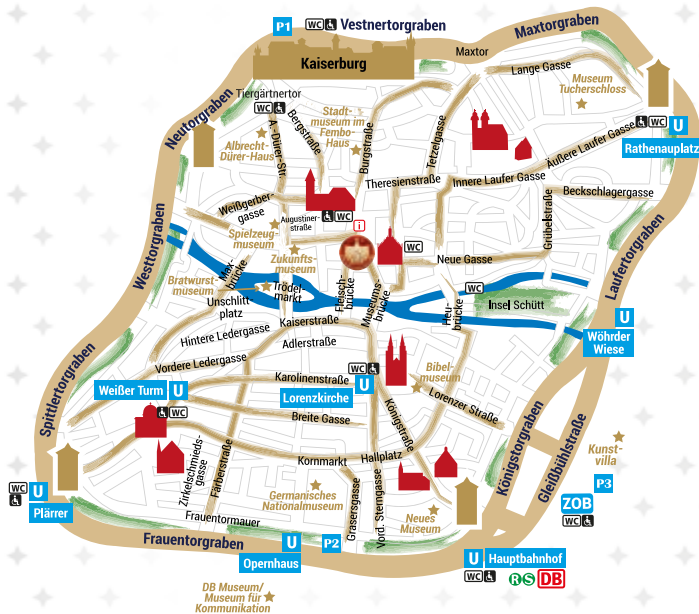 P1
WC
Vestnertorgraben
Maxtorgraben
Maxtor
Kaiserburg
Lange Gasse
Museum
Tucherschloss
Tiergärtnertor
WC
Neutorgraben
A.-Dürer-Str.
Bergstraße
Stadt-
museum im
Fembo-
Haus
Burgstraße
Tetzelgasse
Äußere Laufer Gasse
WC
U
Rathenauplatz
Albrecht-
Dürer-Haus
Theresienstraße
Innere Laufer Gasse
Beckschlagergasse
Weißgerber-
gasse
WC
Augustiner-
straße
i
Grübelstraße
Laufertorgraben
Westtorgraben
Spielzeug-
museum
Zukunfts-
museum
WC
Neue Gasse
Max-
brücke
Bratwurst-
museum
Trödel-
markt
Fleisch-
brücke
Museums-
brücke
WC
Heu-
brücke
Insel Schütt
Unschlitt-
platz
Kaiserstraße
U
Wöhrder
Wiese
Hintere Ledergasse
Adlerstraße
Vordere Ledergasse
Spittlertorgraben
Karolinenstraße
WC
U
Lorenzkirche
Bibel-
museum
Weißer Turm
U
WC
Breite Gasse
Königstraße
Lorenzer Straße
Königstorgraben
Gleißbühlstraße
Kunst-
villa
Zirkelschmieds-
gasse
Färberstraße
Kornmarkt
Hallplatz
Grasersgasse
Vord. Sterngasse
P3
ZOB
WC
WC
U
Plärrer
Germanisches
Nationalmuseum
Neues
Museum
Frauentormauer
Frauentorgraben
U
Opernhaus
P2
U
Hauptbahnhof
WC
R
S
DB
DB Museum/
Museum für
Kommunikation